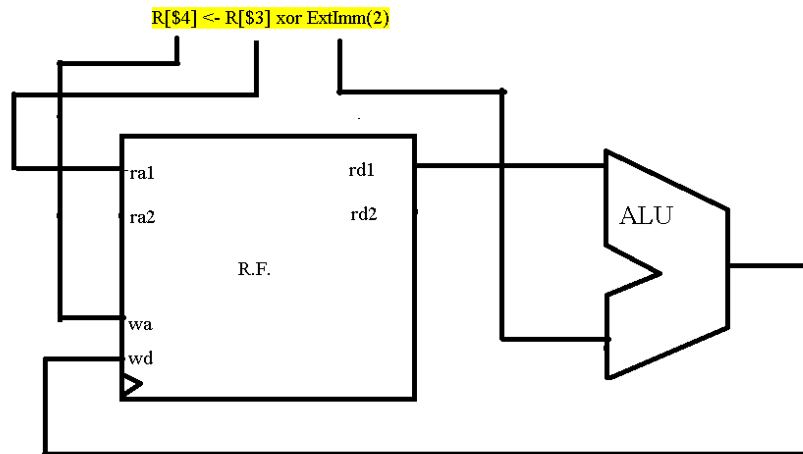 R[$4] <- R[$3] xor ExtImm(2)
ra1
rd1
ra2
rd2
ALU
R.F.
wa
wd